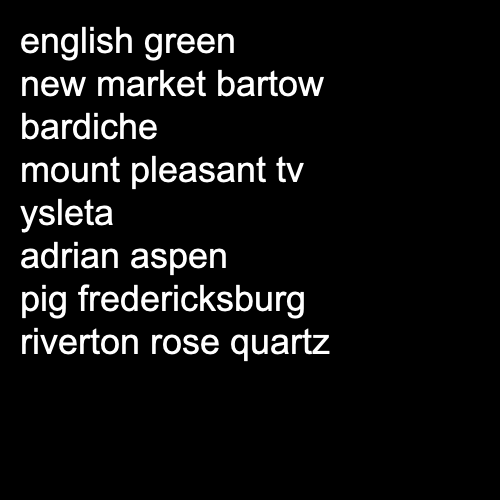 english green
new market bartow
bardiche
mount pleasant tv
ysleta
adrian aspen
pig fredericksburg
riverton rose quartz